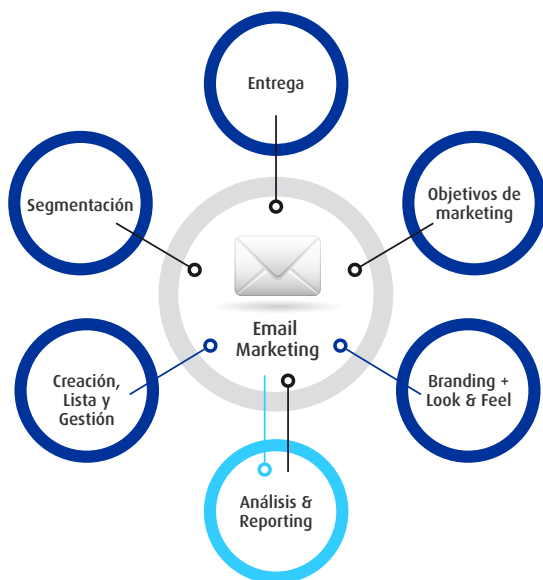 Entrega
Segmentación
Objetivos de
marketing
Email
Marketing
Creación,
Lista y
Gestión
Branding +
Look & Feel
Análisis &
Reporting